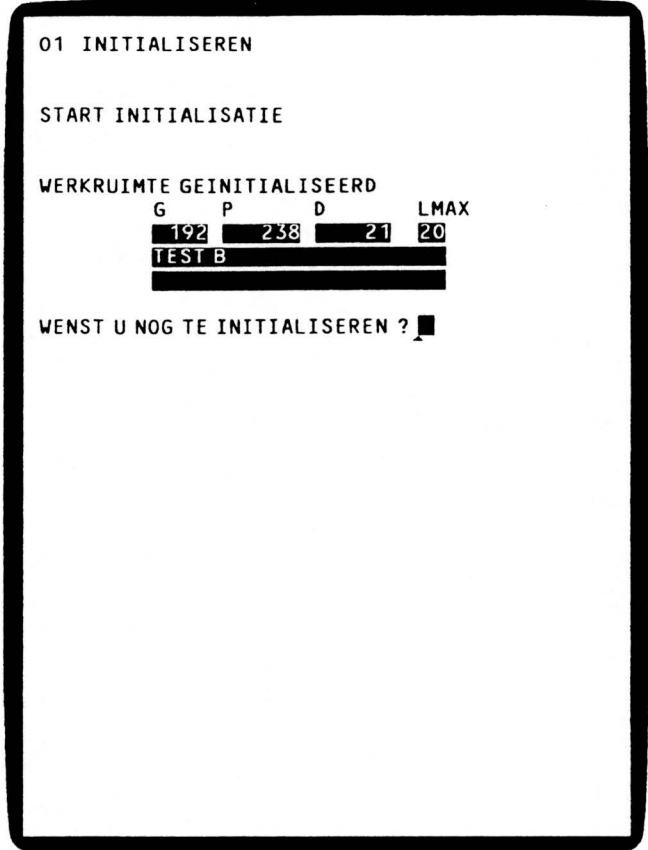 01 INITIALISEREN
START INITIALISATIE
WERKRUIMTE GEINITIALISEERD
G P D LMAX
192 238 21 20
TEST B
WENST U NOG TE INITIALISEREN ?